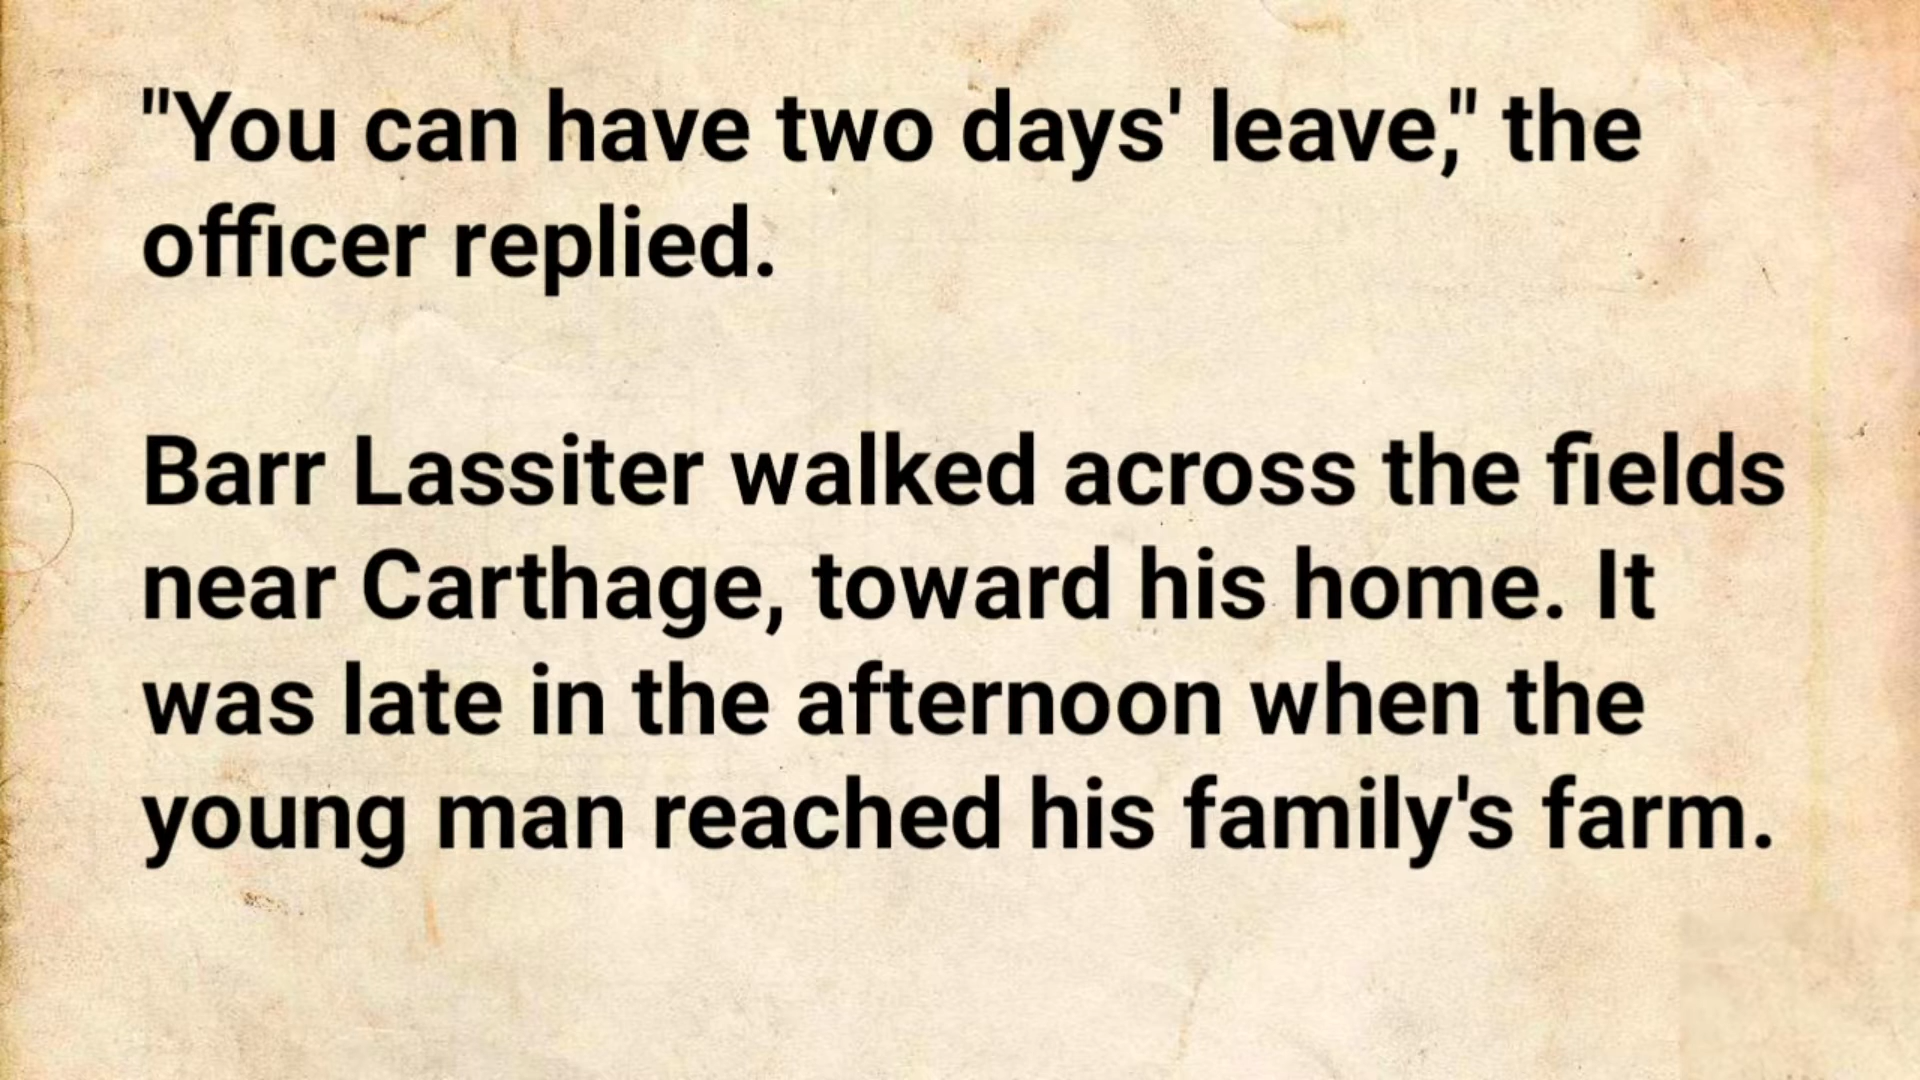 "You can have two days' leave," the
officer replied.
Barr Lassiter walked across the fields
near Carthage, toward his home. It
was late in the afternoon when the
young man reached his family's farm.